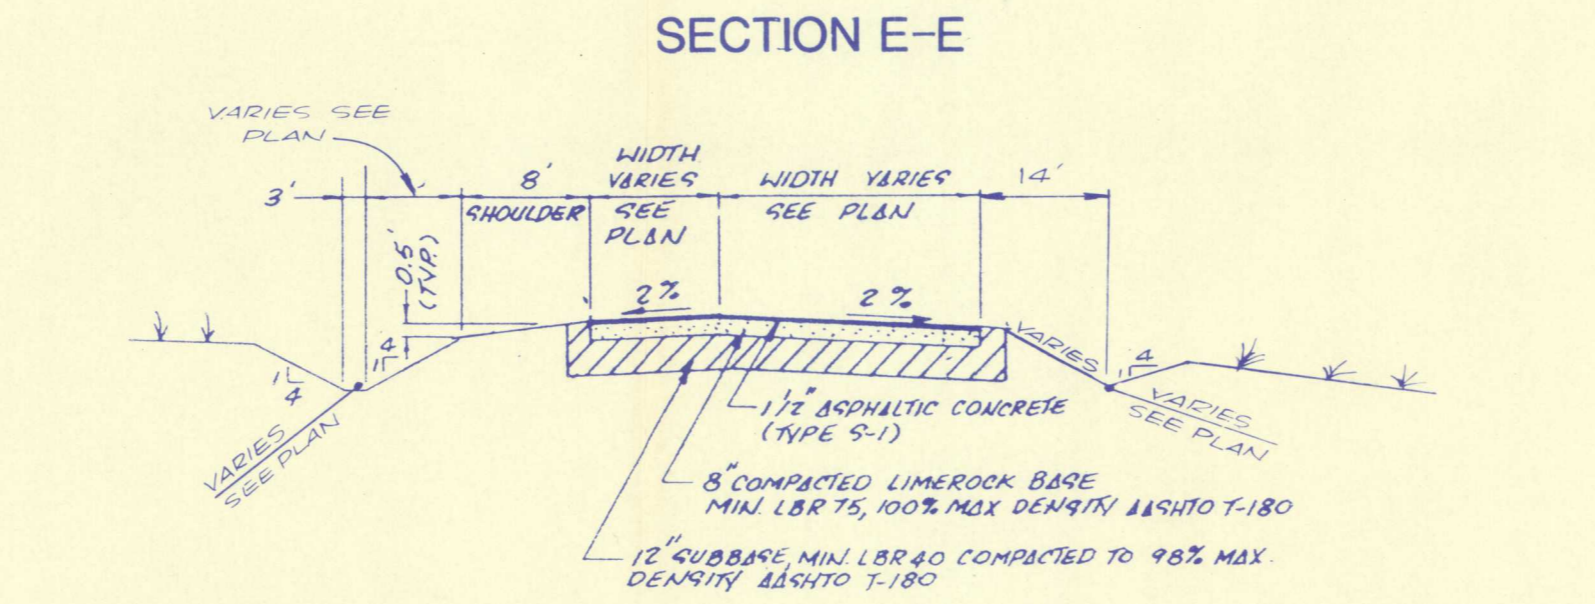 SECTION E-E
VARIES SEE
PLAN
3'
8'
SHOULDER
WIDTH
VARIES
SEE
PLAN
WIDTH VARIES
SEE PLAN
14'
0.5'
(TYP.)
2%
2%
1
4
1
4
VARIES
1
4
VARIES
SEE PLAN
VARIES
SEE PLAN
1 1/2" ASPHALTIC CONCRETE
(TYPE S-1)
8" COMPACTED LIMEROCK BASE
MIN. LBR 75, 100% MAX DENSITY AASHTO T-180
12" SUBBASE, MIN. LBR 40 COMPACTED TO 98% MAX.
DENSITY AASHTO T-180